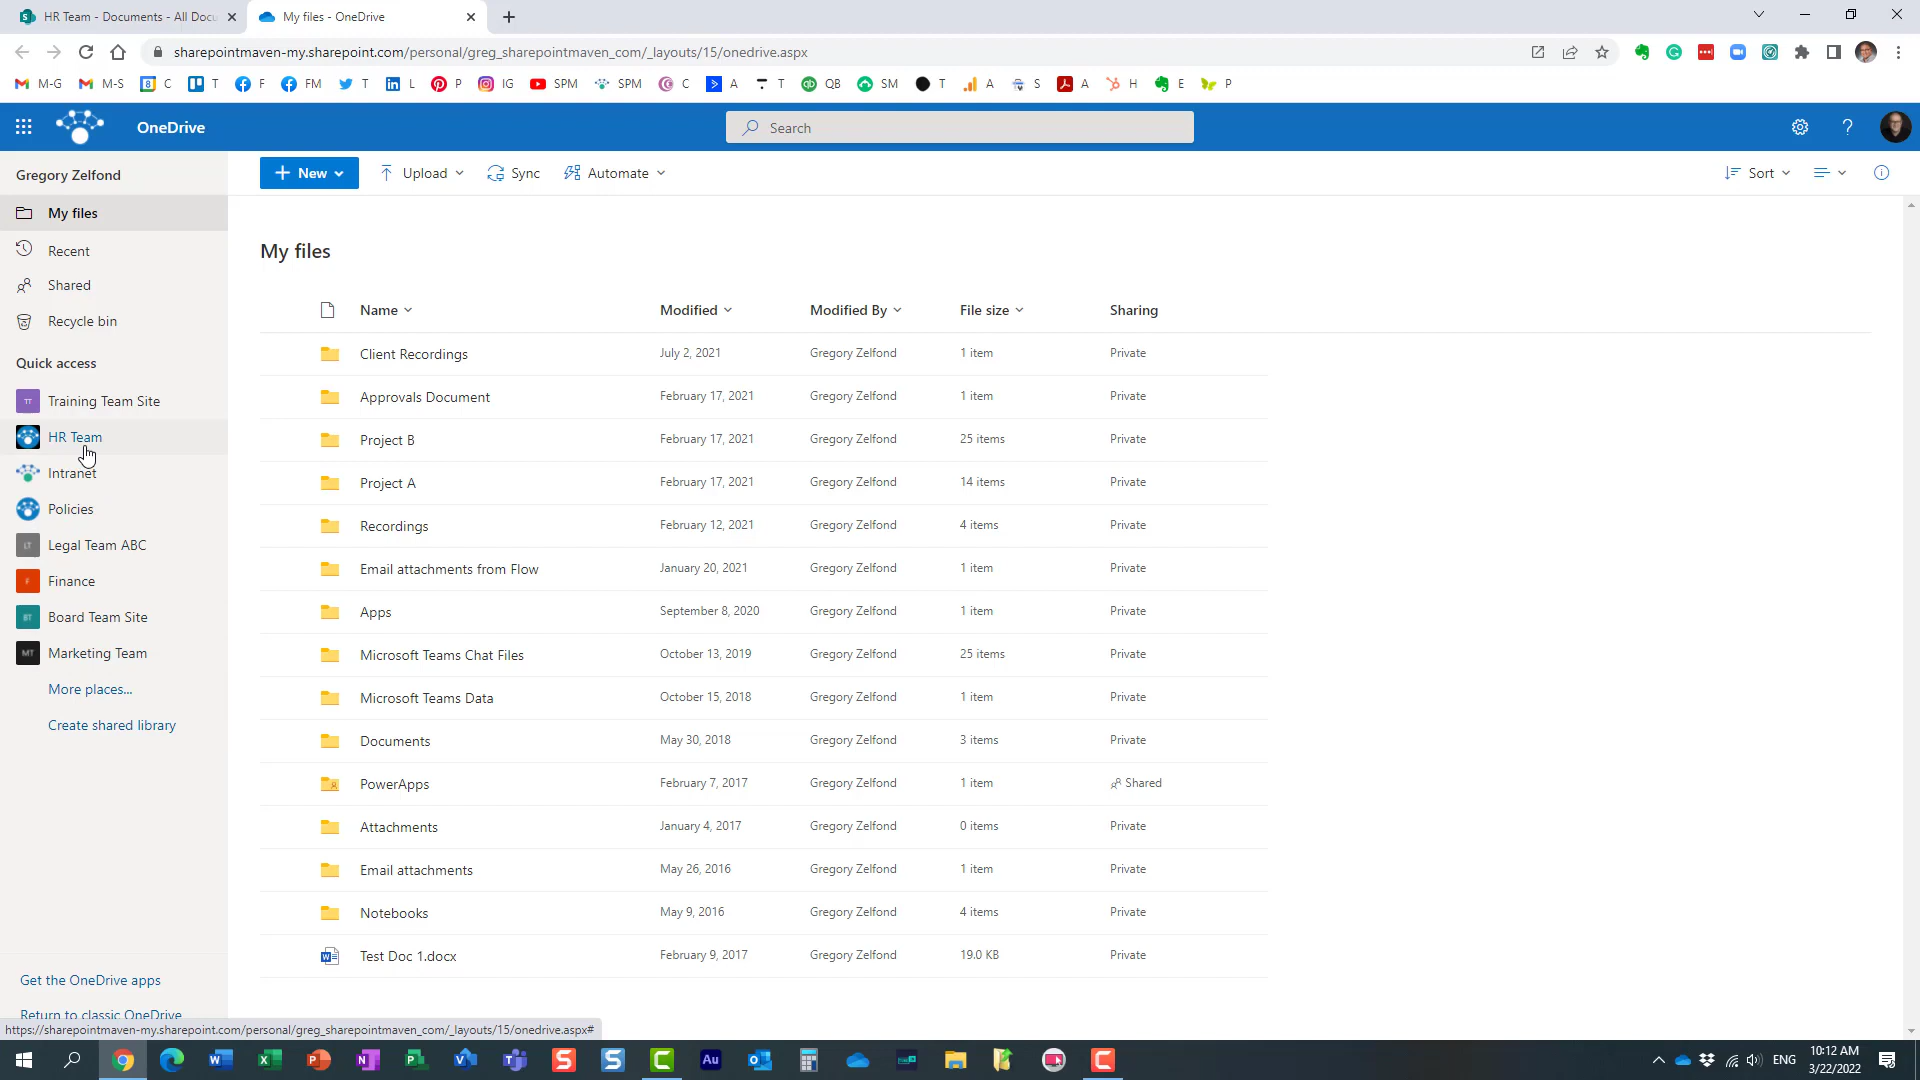 HR Team - Documents - All Docu
My files - OneDrive
sharepointmaven-my.sharepoint.com/personal/greg_sharepointmaven_com/_layouts/15/onedrive.aspx
M-G M-S C T F FM T L P IG SPM SPM C A T QB SM T A S A H E P
OneDrive
Search
Gregory Zelfond
New Upload Sync Automate
Sort
My files
Recent
Shared
Recycle bin
Quick access
Training Team Site
HR Team
Intranet
Policies
Legal Team ABC
Finance
Board Team Site
Marketing Team
More places...
Create shared library
Get the OneDrive apps
Return to classic OneDrive
My files
Name Modified Modified By File size Sharing
Client Recordings July 2, 2021 Gregory Zelfond 1 item Private
Approvals Document February 17, 2021 Gregory Zelfond 1 item Private
Project B February 17, 2021 Gregory Zelfond 25 items Private
Project A February 17, 2021 Gregory Zelfond 14 items Private
Recordings February 12, 2021 Gregory Zelfond 4 items Private
Email attachments from Flow January 20, 2021 Gregory Zelfond 1 item Private
Apps September 8, 2020 Gregory Zelfond 1 item Private
Microsoft Teams Chat Files October 13, 2019 Gregory Zelfond 25 items Private
Microsoft Teams Data October 15, 2018 Gregory Zelfond 1 item Private
Documents May 30, 2018 Gregory Zelfond 3 items Private
PowerApps February 7, 2017 Gregory Zelfond 1 item Shared
Attachments January 4, 2017 Gregory Zelfond 0 items Private
Email attachments May 26, 2016 Gregory Zelfond 1 item Private
Notebooks May 9, 2016 Gregory Zelfond 4 items Private
Test Doc 1.docx February 9, 2017 Gregory Zelfond 19.0 KB Private
https://sharepointmaven-my.sharepoint.com/personal/greg_sharepointmaven_com/_layouts/15/onedrive.aspx#
ENG
10:12 AM
3/22/2022